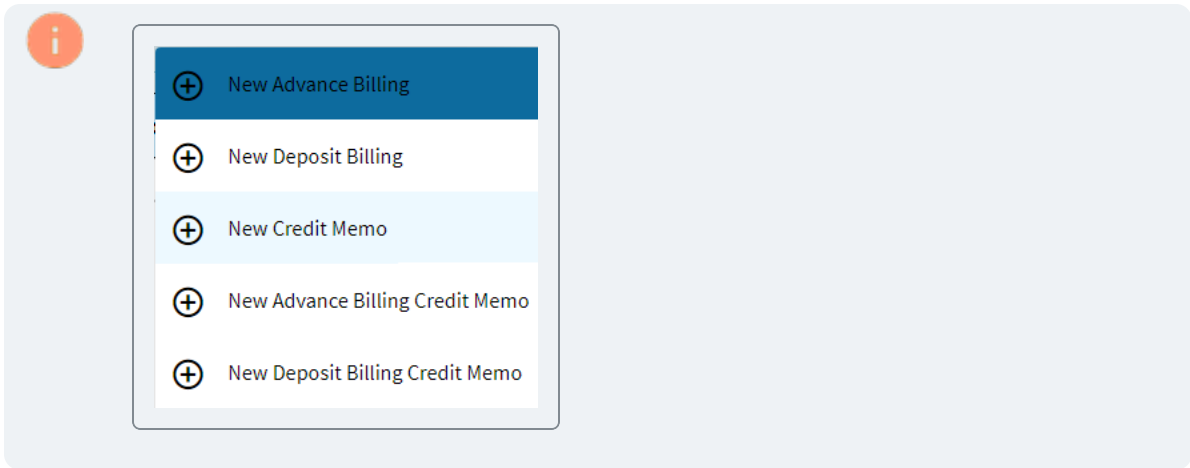 i
New Advance Billing
New Deposit Billing
New Credit Memo
New Advance Billing Credit Memo
New Deposit Billing Credit Memo